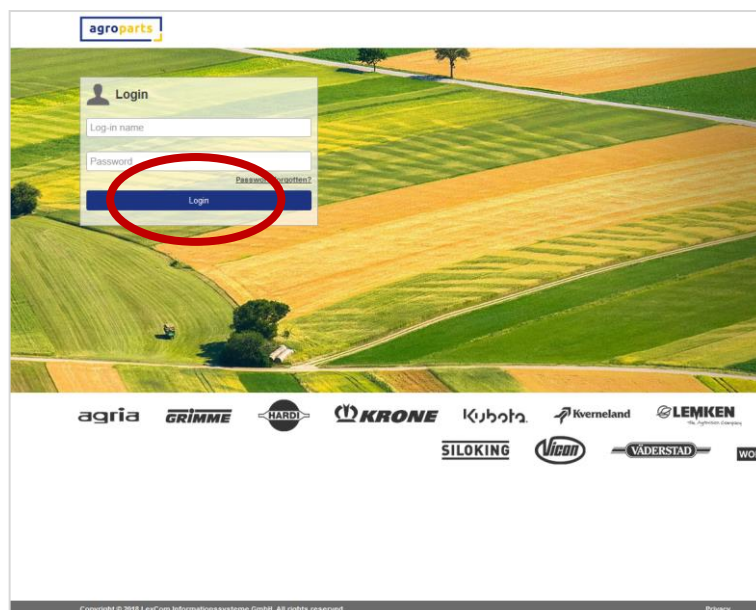 agroparts
Login
Log-in name
Password
Password forgotten?
Login
agria GRIMME HARDI KRONE Kubota. Kverneland LEMKEN
The Agrovision Company
SILOKING Vicon VÄDERSTAD
Copyright © 2018 LexCom Informationssysteme GmbH. All rights reserved. Privacy